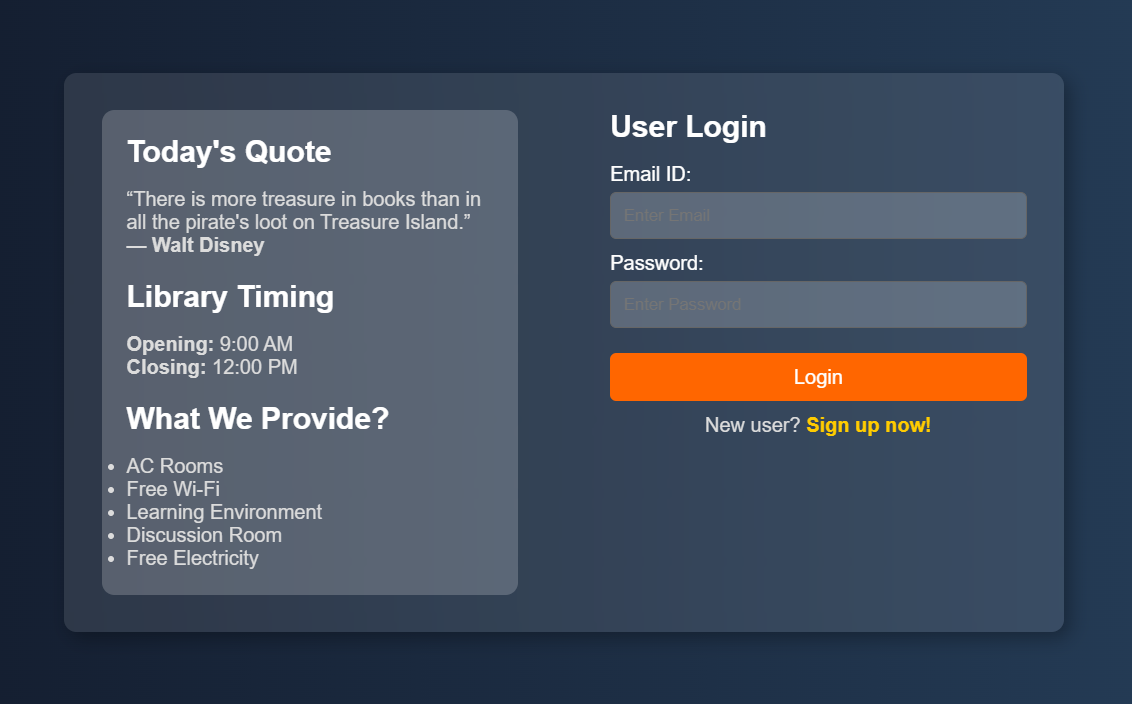 Today's Quote
“There is more treasure in books than in
all the pirate's loot on Treasure Island.”
— Walt Disney
Library Timing
Opening: 9:00 AM
Closing: 12:00 PM
What We Provide?
• AC Rooms
• Free Wi-Fi
• Learning Environment
• Discussion Room
• Free Electricity
User Login
Email ID:
Enter Email
Password:
Enter Password
Login
New user? Sign up now!